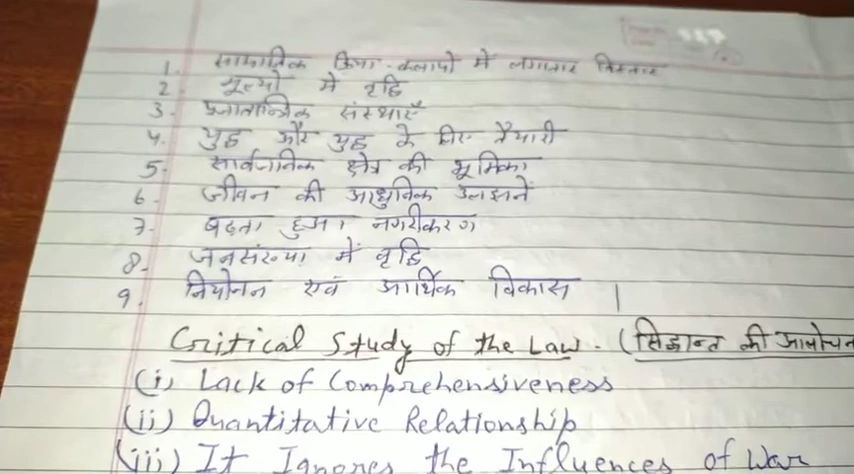 1. सामाजिक क्रिया-कलापों में लगातार विस्तार
2 मूल्यों में वृद्धि
3. प्रजातान्त्रिक संस्थाएँ
4. युद्ध और युद्ध के लिए तैयारी
5. सार्वजनिक क्षेत्र की भूमिका
6. जीवन की आधुनिक उलझनें
7. बढ़ता हुआ नगरीकरण
8. जनसंख्या में वृद्धि
9. नियोजन एवं आर्थिक विकास |
Critical Study of the Law. (सिद्धान्त की आलोचन
(i) Lack of Comprehensiveness
(ii) Quantitative Relationship
(iii) It Ignores the Influences of War